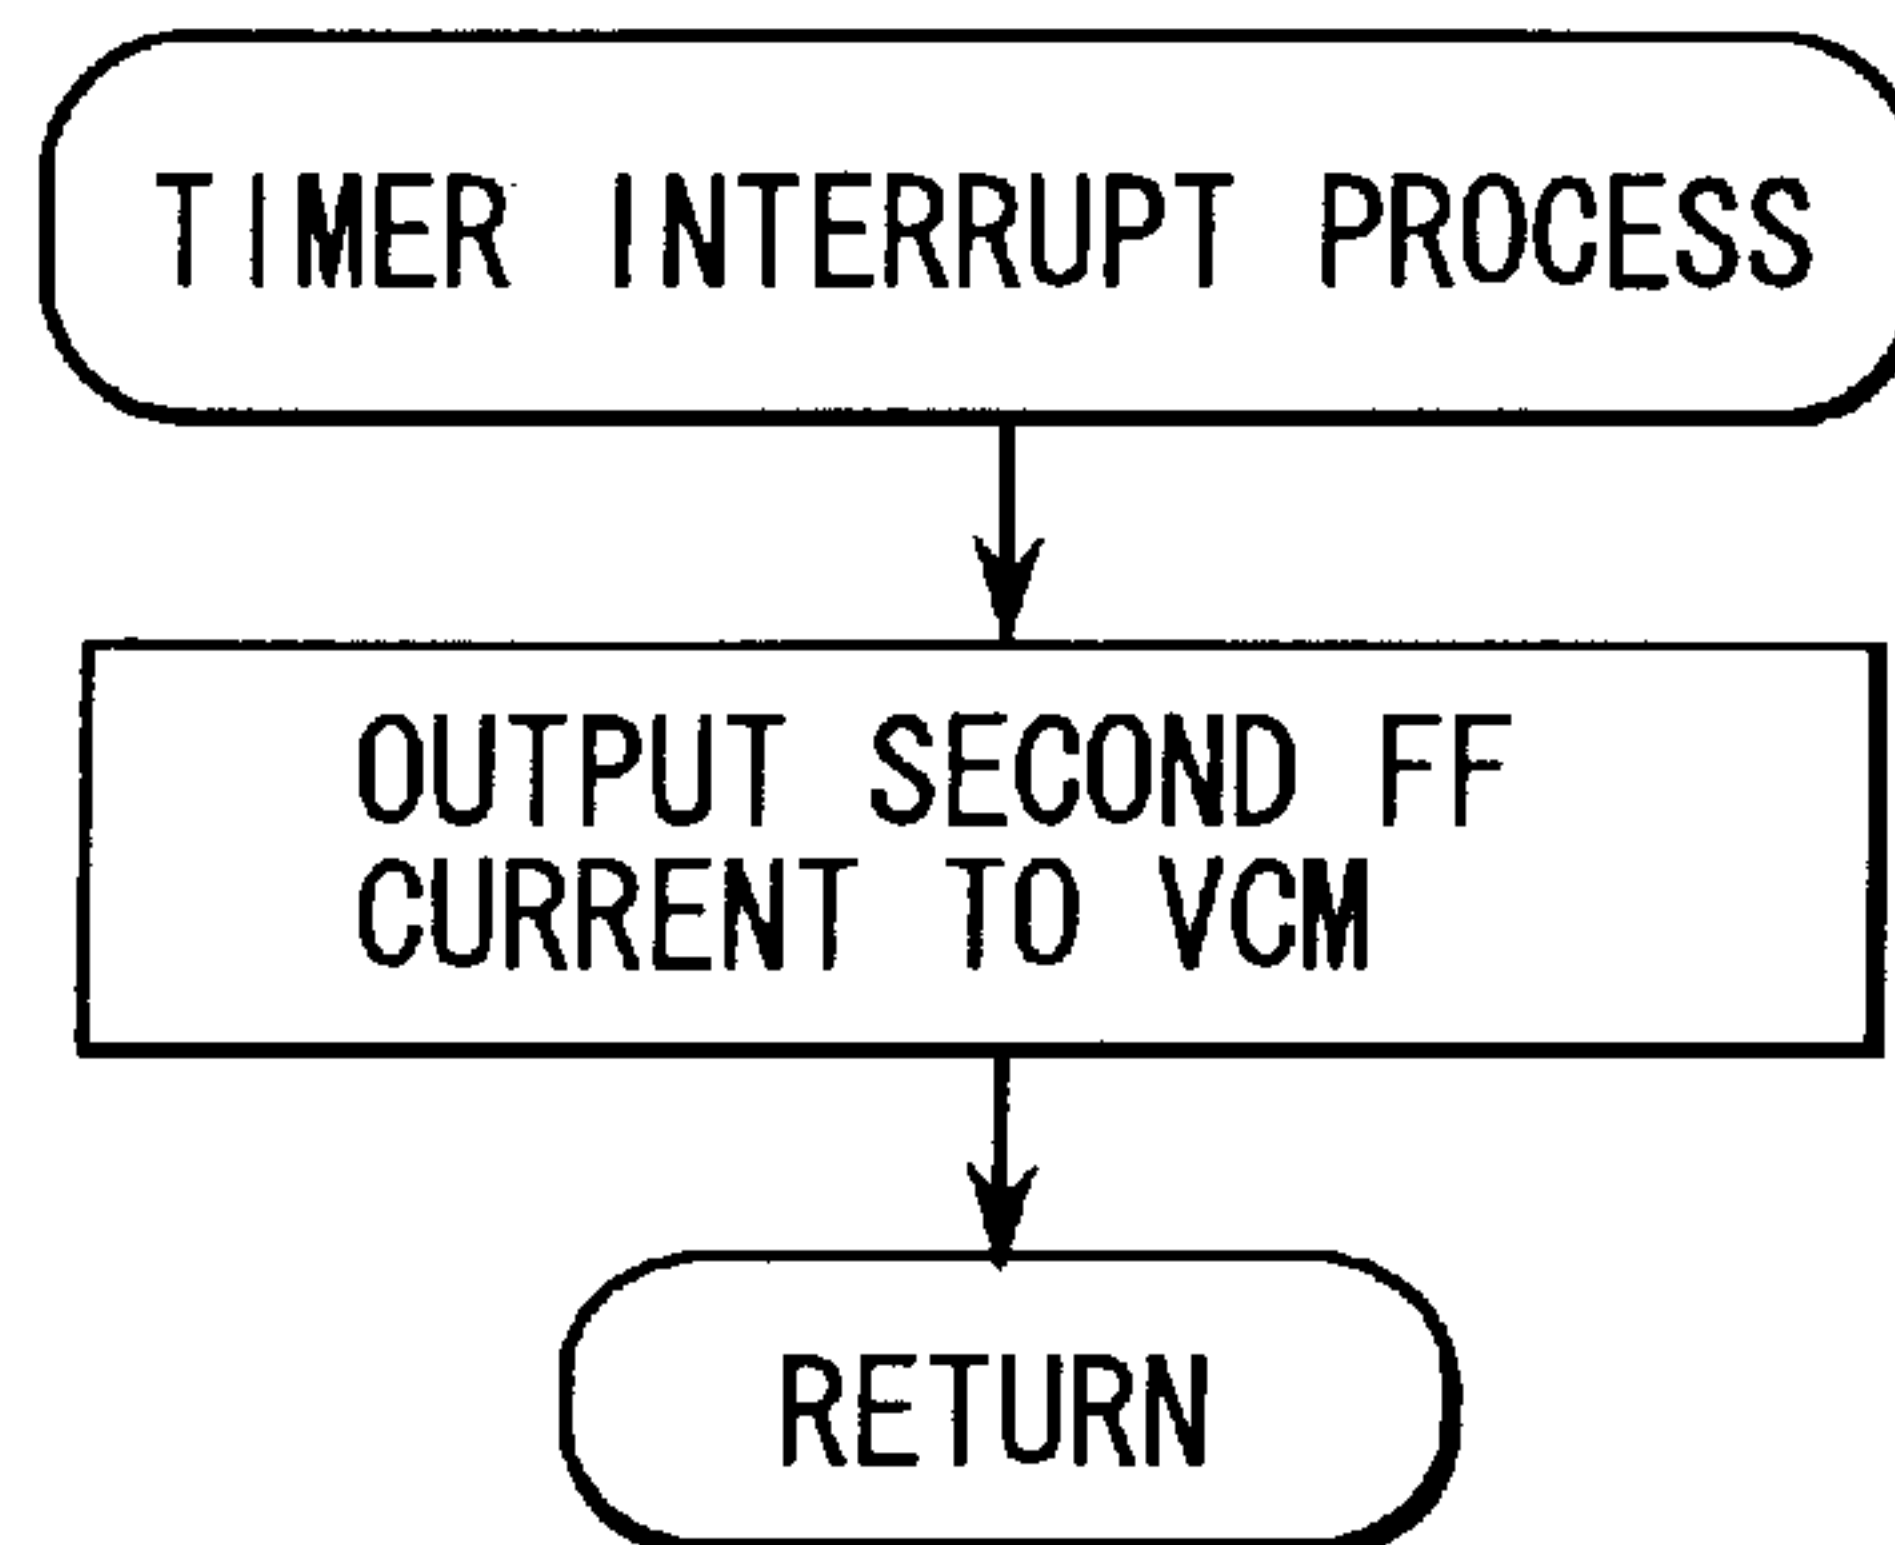 TIMER INTERRUPT PROCESS
OUTPUT SECOND FF
CURRENT TO VCM
RETURN